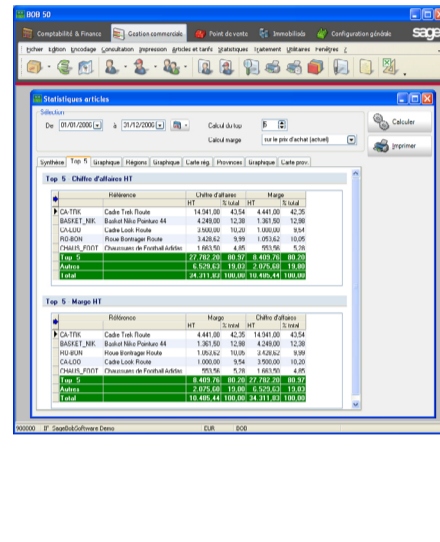 BOB 50
Comptabilité & Finance Gestion commerciale Point de vente Immobilisés Configuration générale sage
Fichier Edition Encodage Consultation Impression Articles et tarifs Statistiques Traitement Utilitaires Fenêtres ?
Statistiques articles
Sélection
De 01/01/2006 à 31/12/2006 Calcul du top 5 Calculer
Calcul marge sur le prix d'achat (actuel) Imprimer
Synthèse Top 5 Graphique Régions Graphique Carte rég. Provinces Graphique Carte prov.
Top 5 Chiffre d'affaires HT
Référence Chiffre d'affaires Marge
HT % total HT % total
CA-TRK Cadre Trek Route 14.941,00 43,54 4.441,00 42,35
BASKET_NIK Basket Nike Pointure 44 4.249,00 12,38 1.361,50 12,98
CA-LOO Cadre Look Route 3.500,00 10,20 1.000,00 9,54
RO-BON Roue Bontrager Route 3.428,62 9,99 1.053,62 10,05
CHAUS_FOOT Chaussures de Football Adidas 1.663,50 4,85 553,56 5,28
Top 5 27.782,20 80,97 8.409,76 80,20
Autres 6.529,63 19,03 2.075,68 19,80
Total 34.311,83 100,00 10.485,44 100,00
Top 5 Marge HT
Référence Marge Chiffre d'affaires
HT % total HT % total
CA-TRK Cadre Trek Route 4.441,00 42,35 14.941,00 43,54
BASKET_NIK Basket Nike Pointure 44 1.361,50 12,98 4.249,00 12,38
RO-BON Roue Bontrager Route 1.053,62 10,05 3.428,62 9,99
CA-LOO Cadre Look Route 1.000,00 9,54 3.500,00 10,20
CHAUS_FOOT Chaussures de Football Adidas 553,56 5,28 1.663,50 4,85
Top 5 8.409,76 80,20 27.782,20 80,97
Autres 2.075,68 19,80 6.529,63 19,03
Total 10.485,44 100,00 34.311,83 100,00
900000 SageBobSoftware Demo EUR BOB